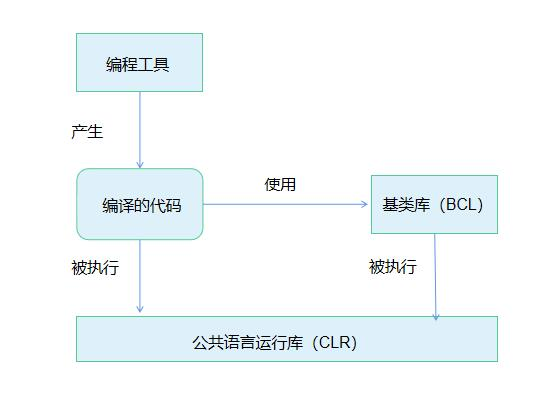 编程工具
产生
编译的代码
使用
基类库（BCL）
被执行
被执行
公共语言运行库（CLR）